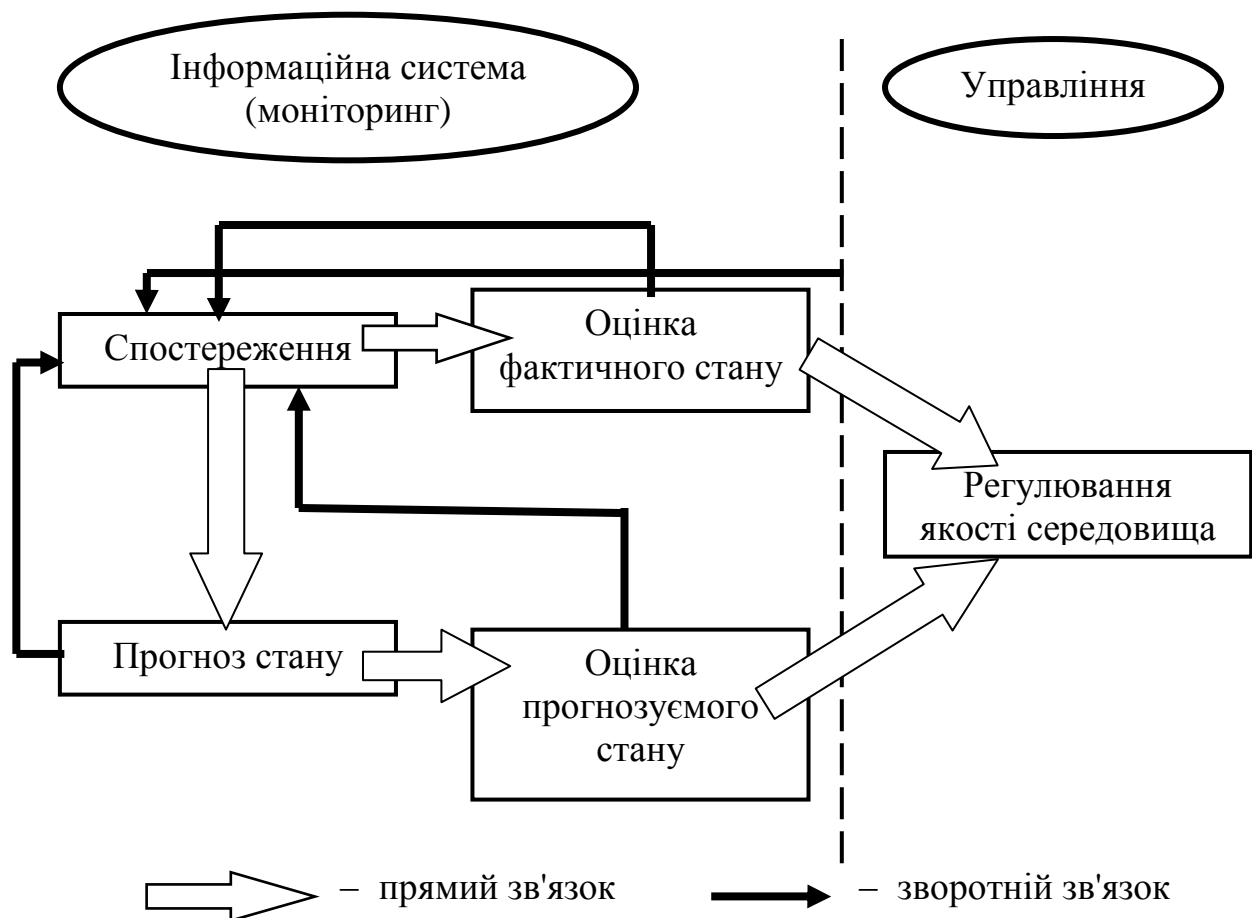 Інформаційна система
(моніторинг)
Управління
Спостереження
Оцінка
фактичного стану
Регулювання
якості середовища
Прогноз стану
Оцінка
прогнозуємого
стану
– прямий зв'язок
– зворотній зв'язок